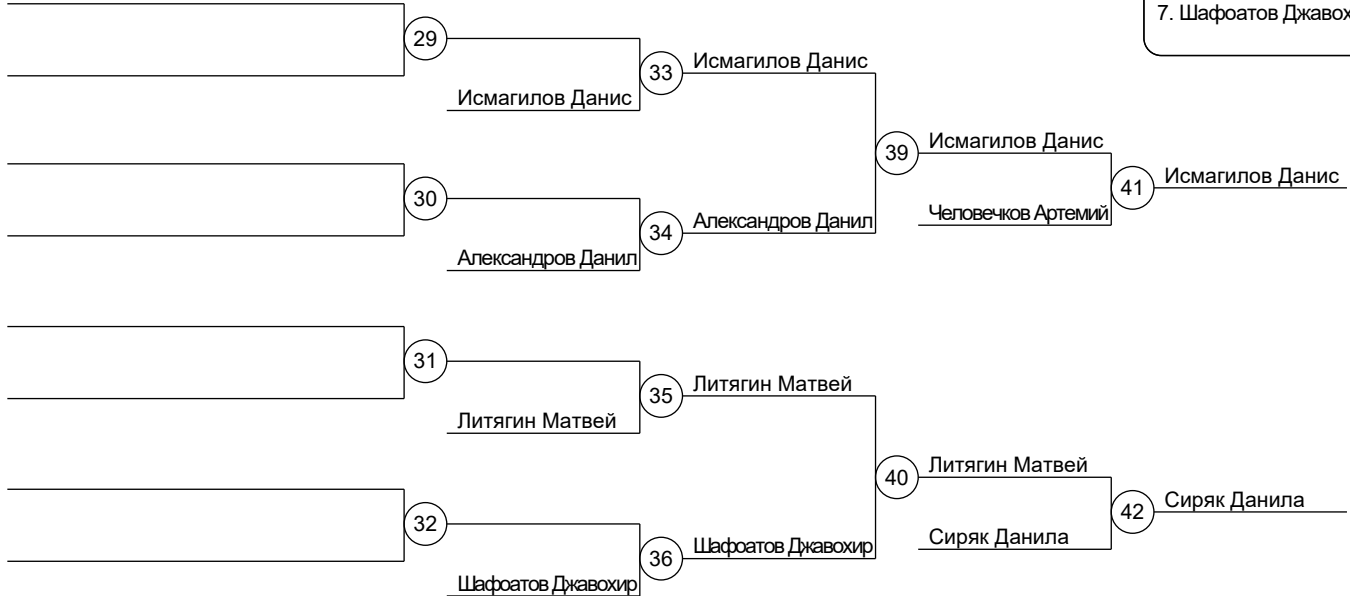 7. Шафоатов Джавох
29
33
Исмагилов Данис
Исмагилов Данис
39
Исмагилов Данис
41
Исмагилов Данис
30
34
Александров Данил
Человечков Артемий
Александров Данил
31
35
Литягин Матвей
Литягин Матвей
40
Литягин Матвей
42
Сиряк Данила
32
36
Шафоатов Джавохир
Сиряк Данила
Шафоатов Джавохир